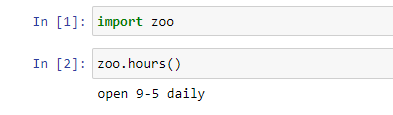 In [1]: import zoo
In [2]: zoo.hours()
open 9-5 daily